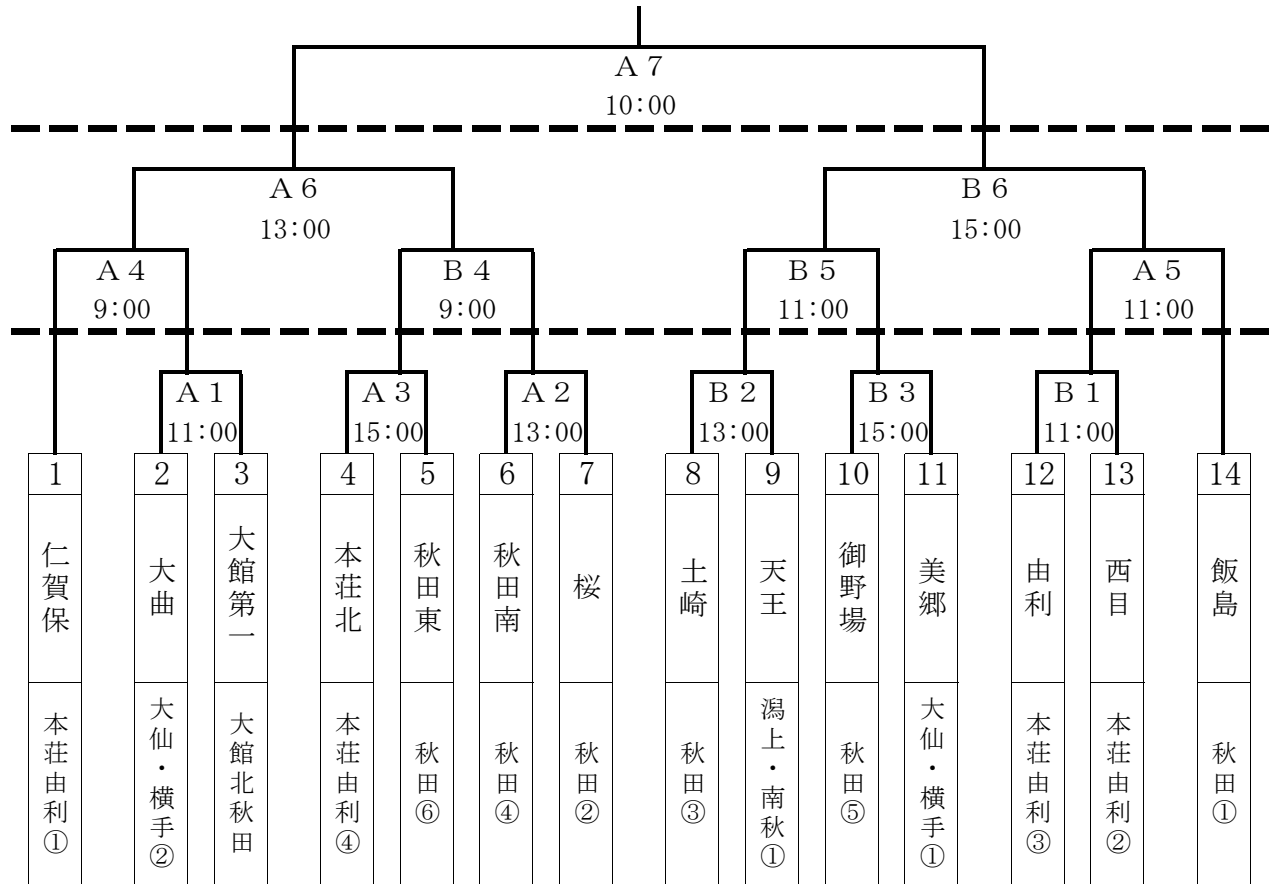 Ａ７
10:00
Ａ６
Ｂ６
13:00
15:00
Ａ４
Ｂ４
Ｂ５
Ａ５
9:00
9:00
11:00
11:00
Ａ１
Ａ３
Ａ２
Ｂ２
Ｂ３
Ｂ１
11:00
15:00
13:00
13:00
15:00
11:00
1
2
3
4
5
6
7
8
9
10
11
12
13
14
仁賀保
大曲
大館第一
本荘北
秋田東
秋田南
桜
土崎
天王
御野場
美郷
由利
西目
飯島
本荘由利①
大仙・横手②
大館北秋田
本荘由利④
秋田⑥
秋田④
秋田②
秋田③
潟上・南秋①
秋田⑤
大仙・横手①
本荘由利③
本荘由利②
秋田①